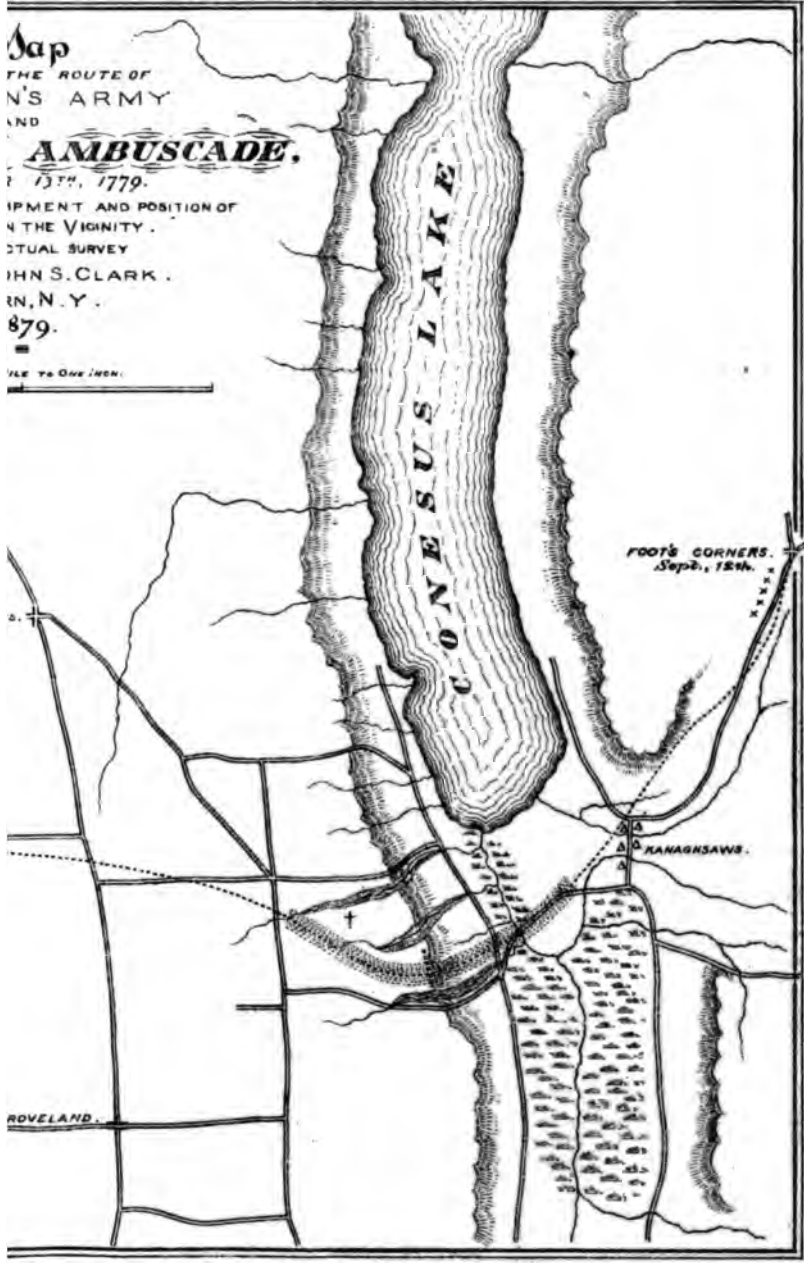 Map
THE ROUTE OF
N'S ARMY
AND
AMBUSCADE,
R 13TH, 1779.
IPMENT AND POSITION OF
N THE VICINITY.
CTUAL SURVEY
OHN S. CLARK.
RN, N.Y.
879.
ILE TO ONE INCH.
CONESUS LAKE
FOOT'S CORNERS.
Sept. 12th.
S.
KANAGHSAWS.
ROVELAND.